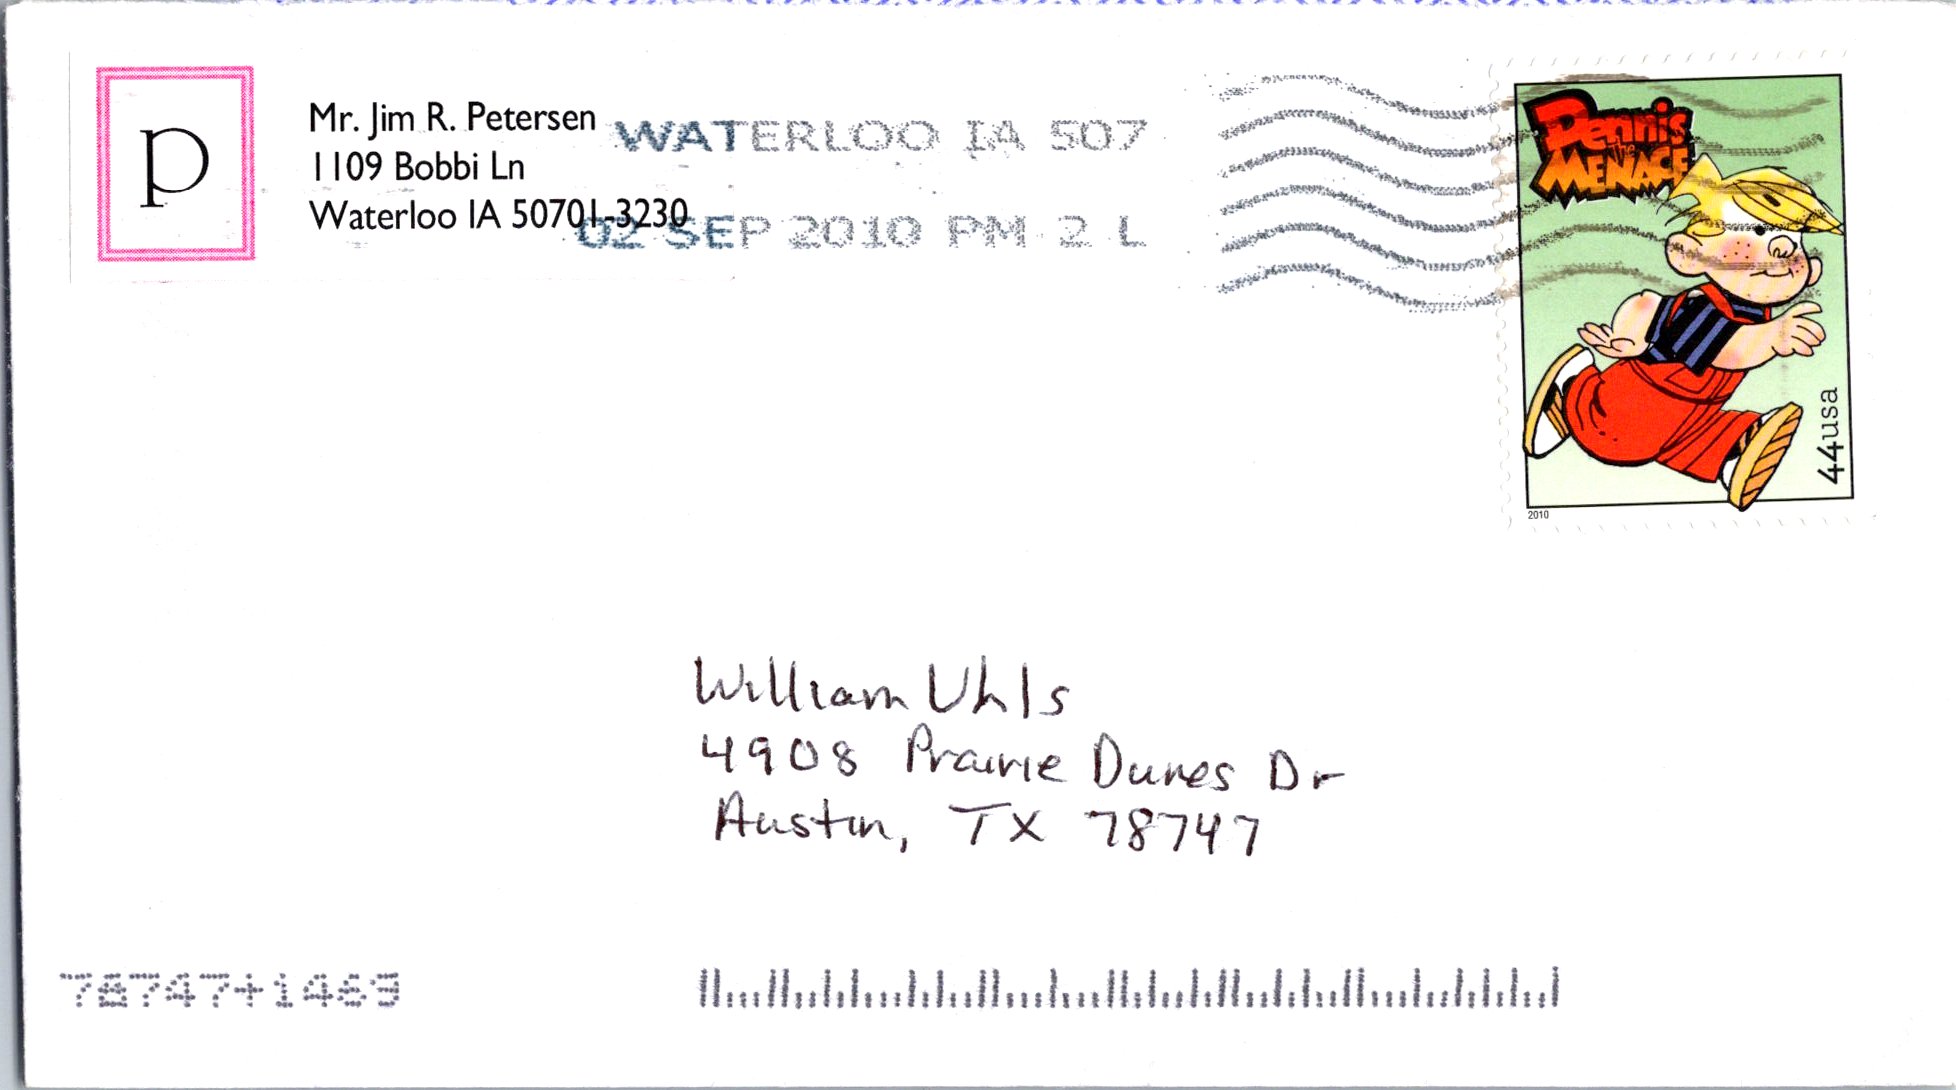 p
Mr. Jim R. Petersen
1109 Bobbi Ln
Waterloo IA 50701-3230
WATERLOO IA 507
02 SEP 2010 PM 2 L
Dennis
the
MENACE
44usa
2010
William Uhls
4908 Prairie Dunes Dr
Austin, TX 78747
78747+1463